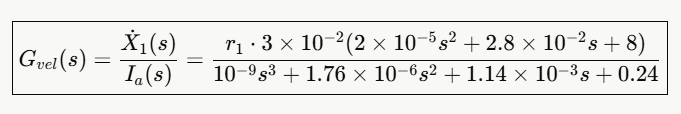 $G_{vel}(s) = \frac{\dot{X}_1(s)}{I_a(s)} = \frac{r_1 \cdot 3 \times 10^{-2}(2 \times 10^{-5}s^2 + 2.8 \times 10^{-2}s + 8)}{10^{-9}s^3 + 1.76 \times 10^{-6}s^2 + 1.14 \times 10^{-3}s + 0.24}$